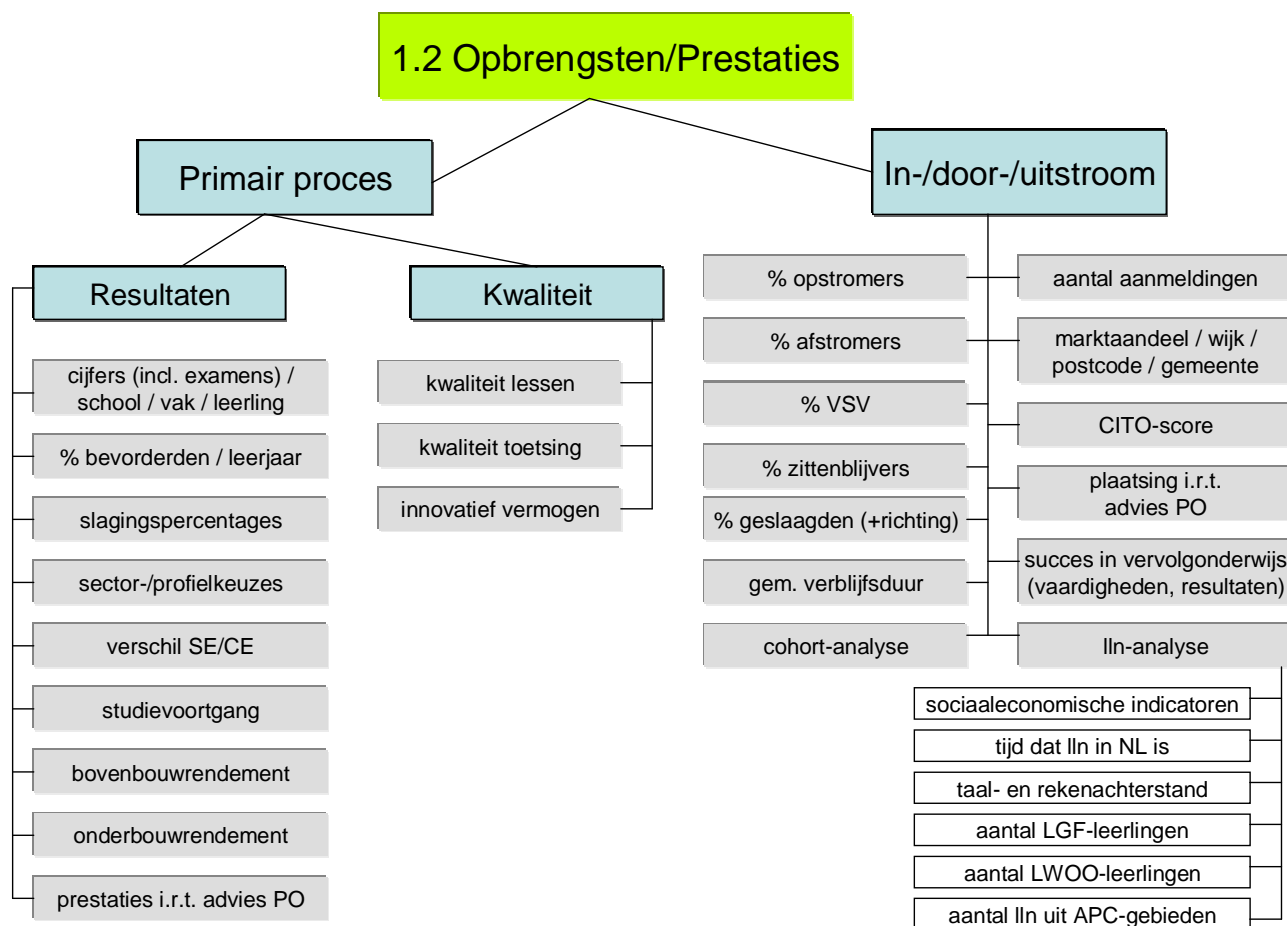 1.2 Opbrengsten/Prestaties
Primair proces
In-/door-/uitstroom
Resultaten
Kwaliteit
cijfers (incl. examens) /
school / vak / leerling
% bevorderden / leerjaar
slagingspercentages
sector-/profielkeuzes
verschil SE/CE
studievoortgang
bovenbouwrendement
onderbouwrendement
prestaties i.r.t. advies PO
kwaliteit lessen
kwaliteit toetsing
innovatief vermogen
% opstromers
% afstromers
% VSV
% zittenblijvers
% geslaagden (+richting)
gem. verblijfsduur
cohort-analyse
aantal aanmeldingen
marktaandeel / wijk /
postcode / gemeente
CITO-score
plaatsing i.r.t.
advies PO
succes in vervolgonderwijs
(vaardigheden, resultaten)
lln-analyse
sociaaleconomische indicatoren
tijd dat lln in NL is
taal- en rekenachterstand
aantal LGF-leerlingen
aantal LWOO-leerlingen
aantal lln uit APC-gebieden